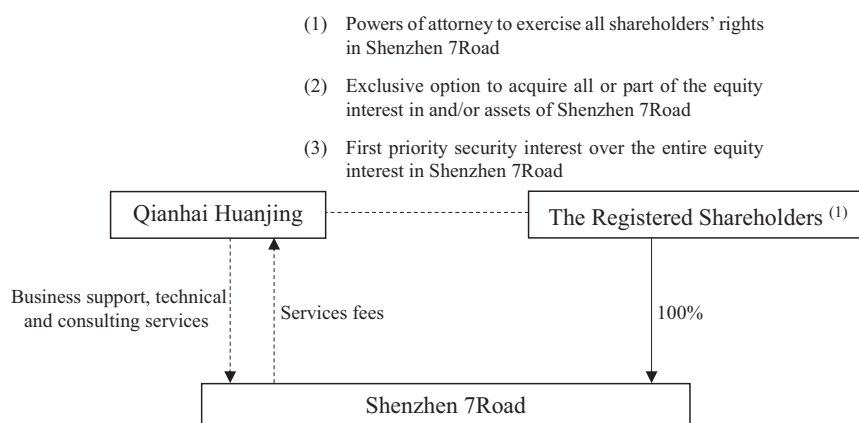 (1) Powers of attorney to exercise all shareholders’ rights
in Shenzhen 7Road
(2) Exclusive option to acquire all or part of the equity
interest in and/or assets of Shenzhen 7Road
(3) First priority security interest over the entire equity
interest in Shenzhen 7Road
Qianhai Huanjing
The Registered Shareholders (1)
Business support, technical
and consulting services
Services fees
100%
Shenzhen 7Road